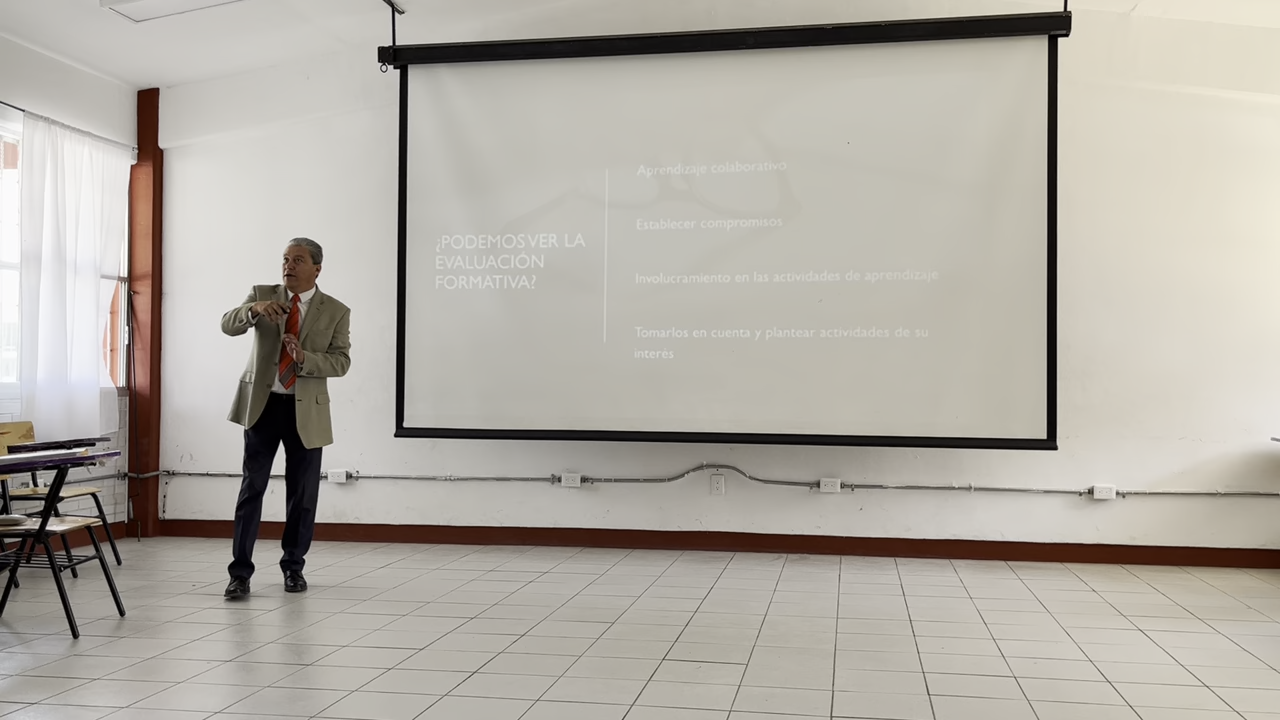 ¿PODEMOS VER LA
EVALUACIÓN
FORMATIVA?
Aprendizaje colaborativo
Establecer compromisos
Involucramiento en las actividades de aprendizaje
Tomarlos en cuenta y plantear actividades de su
interés